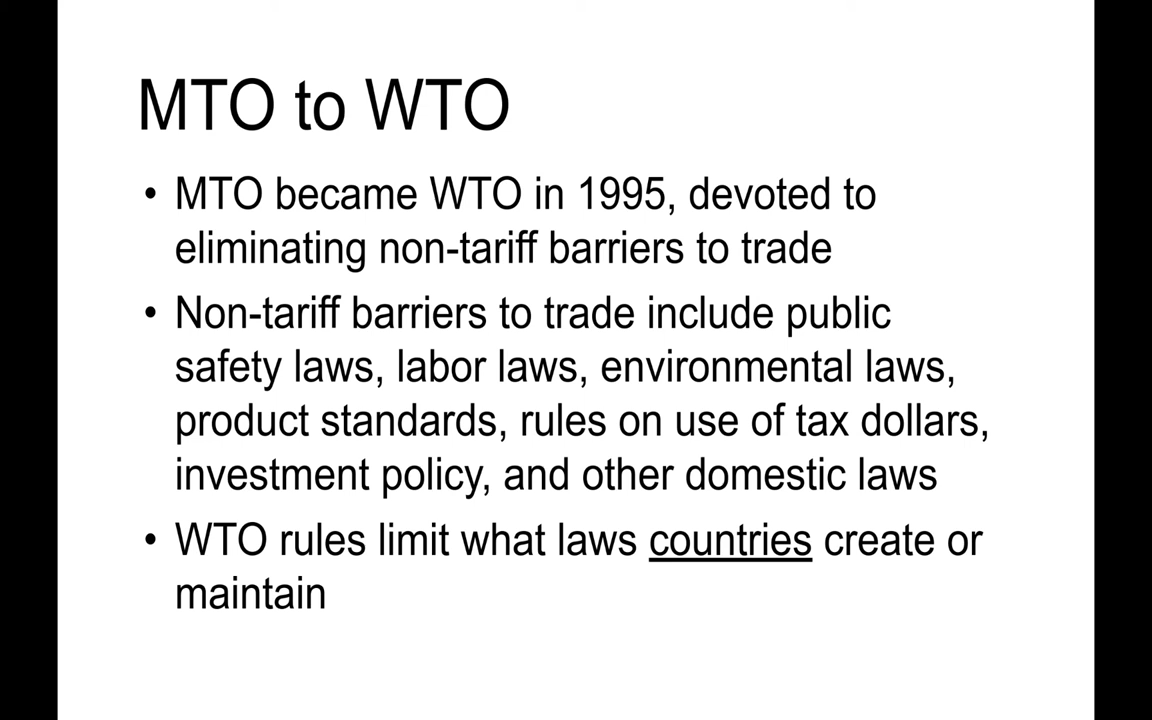 MTO to WTO
• MTO became WTO in 1995, devoted to
eliminating non-tariff barriers to trade
• Non-tariff barriers to trade include public
safety laws, labor laws, environmental laws,
product standards, rules on use of tax dollars,
investment policy, and other domestic laws
• WTO rules limit what laws countries create or
maintain